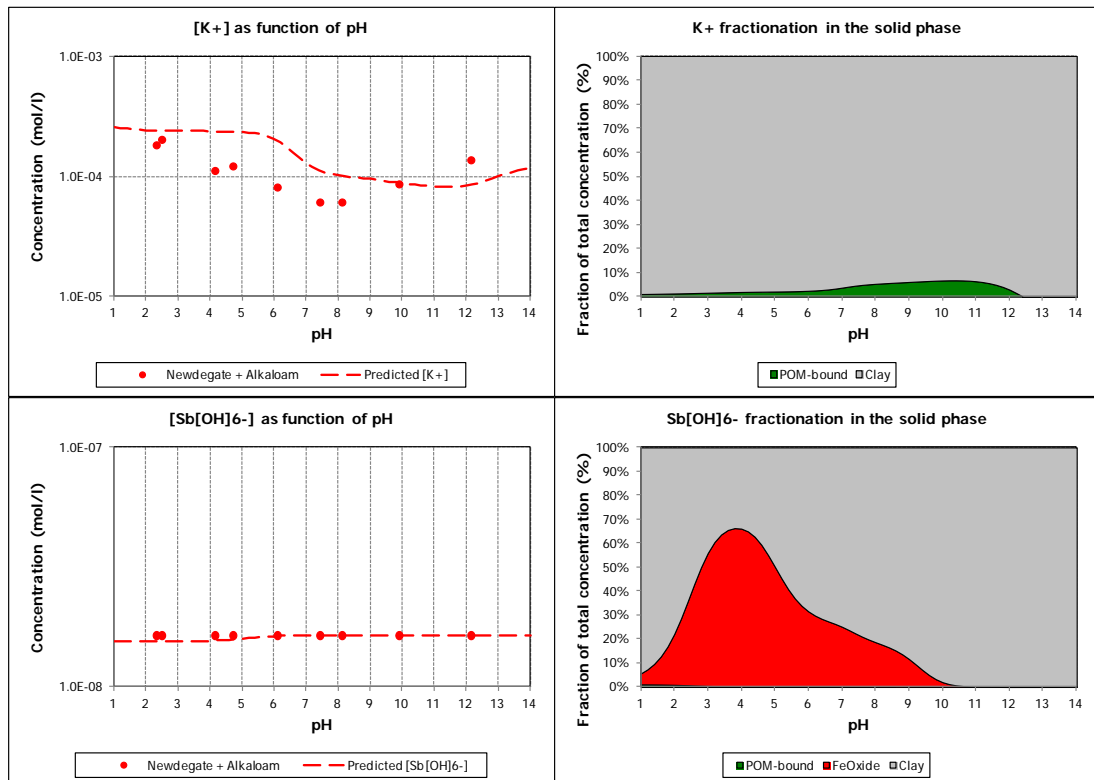 [K+] as function of pH
Concentration (mol/l)
1.0E-03
1.0E-04
1.0E-05
1 2 3 4 5 6 7 8 9 10 11 12 13 14
pH
Newdegate + Alkaloam Predicted [K+]
K+ fractionation in the solid phase
Fraction of total concentration (%)
100%
90%
80%
70%
60%
50%
40%
30%
20%
10%
0%
1 2 3 4 5 6 7 8 9 10 11 12 13 14
pH
POM-bound Clay
[Sb[OH]6-] as function of pH
Concentration (mol/l)
1.0E-07
1.0E-08
1 2 3 4 5 6 7 8 9 10 11 12 13 14
pH
Newdegate + Alkaloam Predicted [Sb[OH]6-]
Sb[OH]6- fractionation in the solid phase
Fraction of total concentration (%)
100%
90%
80%
70%
60%
50%
40%
30%
20%
10%
0%
1 2 3 4 5 6 7 8 9 10 11 12 13 14
pH
POM-bound FeOxide Clay